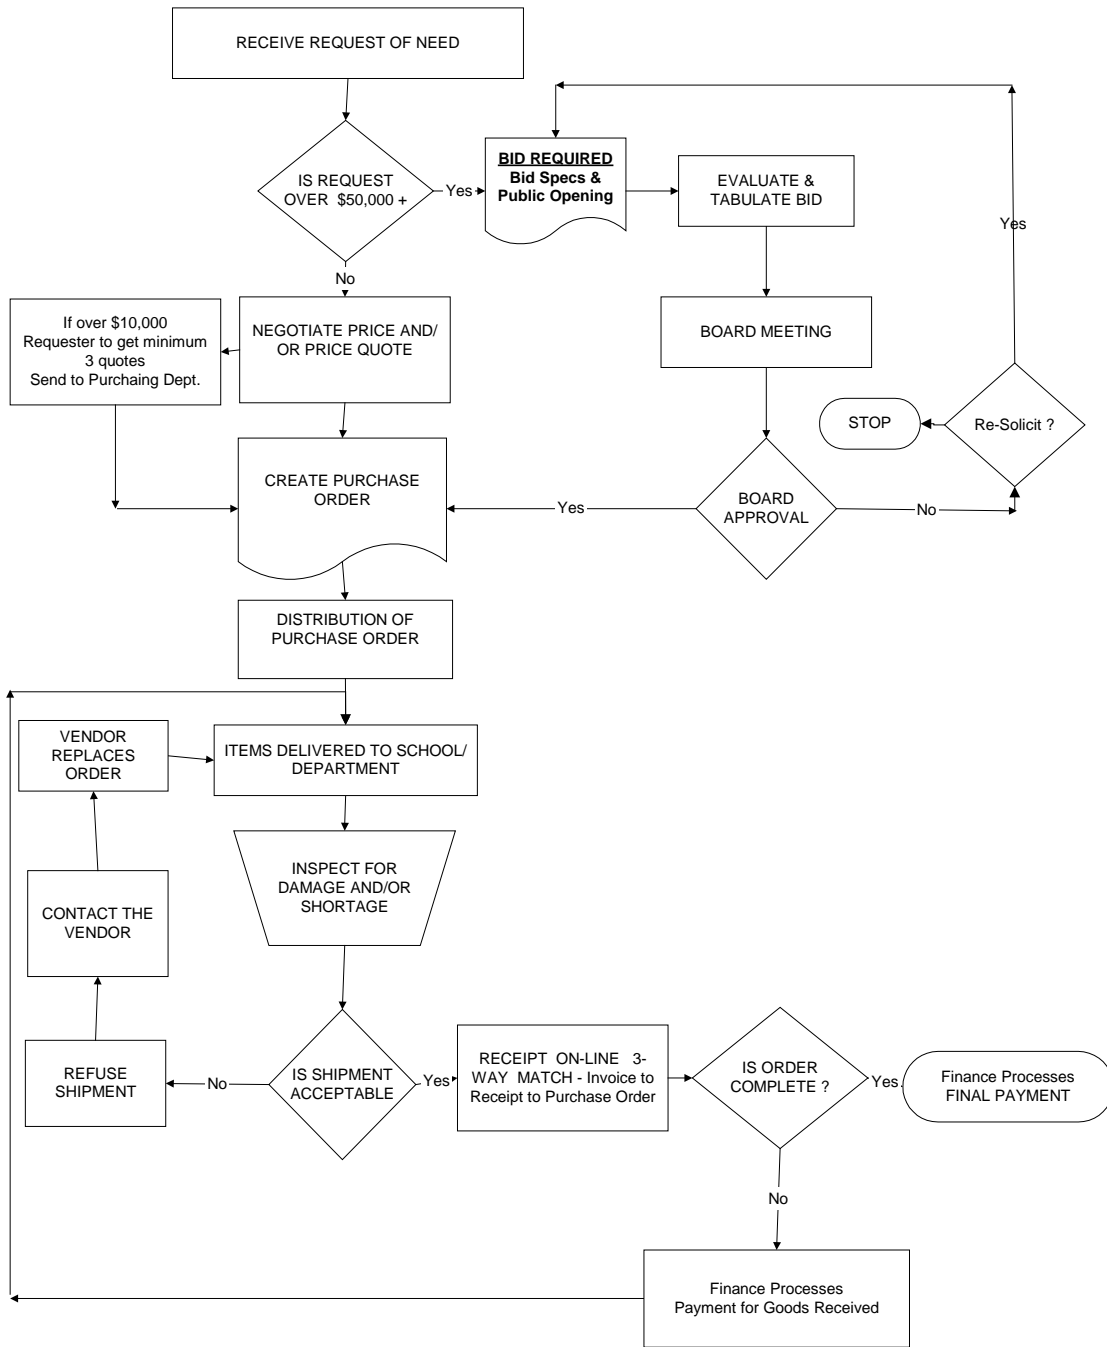 RECEIVE REQUEST OF NEED
IS REQUEST
OVER $50,000 +
Yes
BID REQUIRED
Bid Specs &
Public Opening
EVALUATE &
TABULATE BID
Yes
No
If over $10,000
Requester to get minimum
3 quotes
Send to Purchaing Dept.
NEGOTIATE PRICE AND/
OR PRICE QUOTE
BOARD MEETING
STOP
Re-Solicit ?
CREATE PURCHASE
ORDER
Yes
BOARD
APPROVAL
No
DISTRIBUTION OF
PURCHASE ORDER
VENDOR
REPLACES
ORDER
ITEMS DELIVERED TO SCHOOL/
DEPARTMENT
INSPECT FOR
DAMAGE AND/OR
SHORTAGE
CONTACT THE
VENDOR
REFUSE
SHIPMENT
No
IS SHIPMENT
ACCEPTABLE
Yes
RECEIPT ON-LINE 3-
WAY MATCH - Invoice to
Receipt to Purchase Order
IS ORDER
COMPLETE ?
Yes
Finance Processes
FINAL PAYMENT
No
Finance Processes
Payment for Goods Received